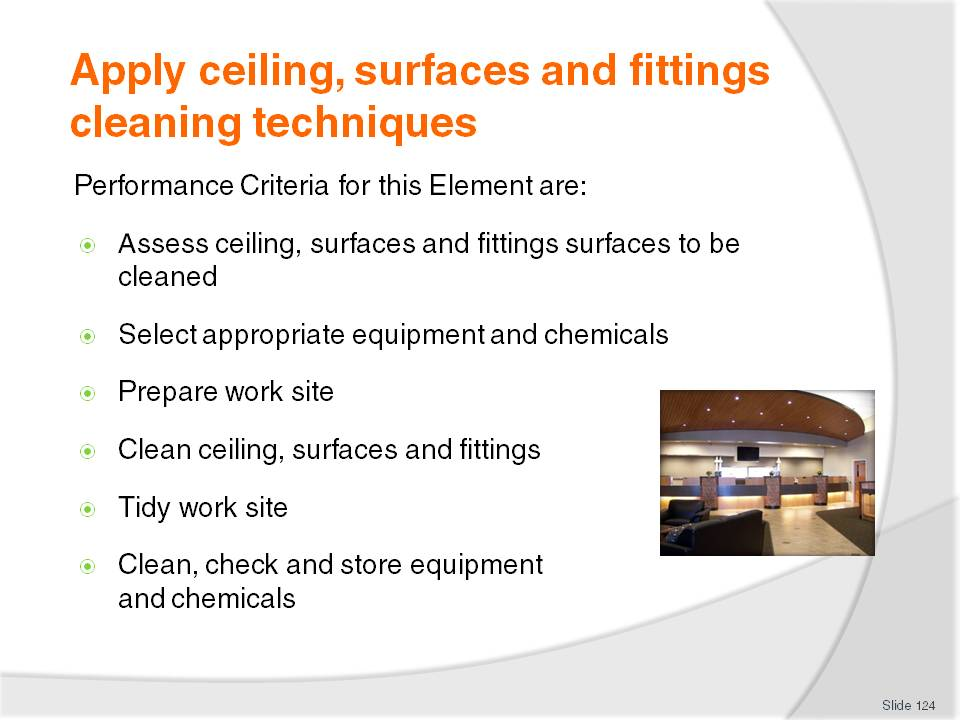 Apply ceiling, surfaces and fittings
cleaning techniques
Performance Criteria for this Element are:
Assess ceiling, surfaces and fittings surfaces to be
cleaned
Select appropriate equipment and chemicals
Prepare work site
Clean ceiling, surfaces and fittings
Tidy work site
Clean, check and store equipment
and chemicals
Slide 124